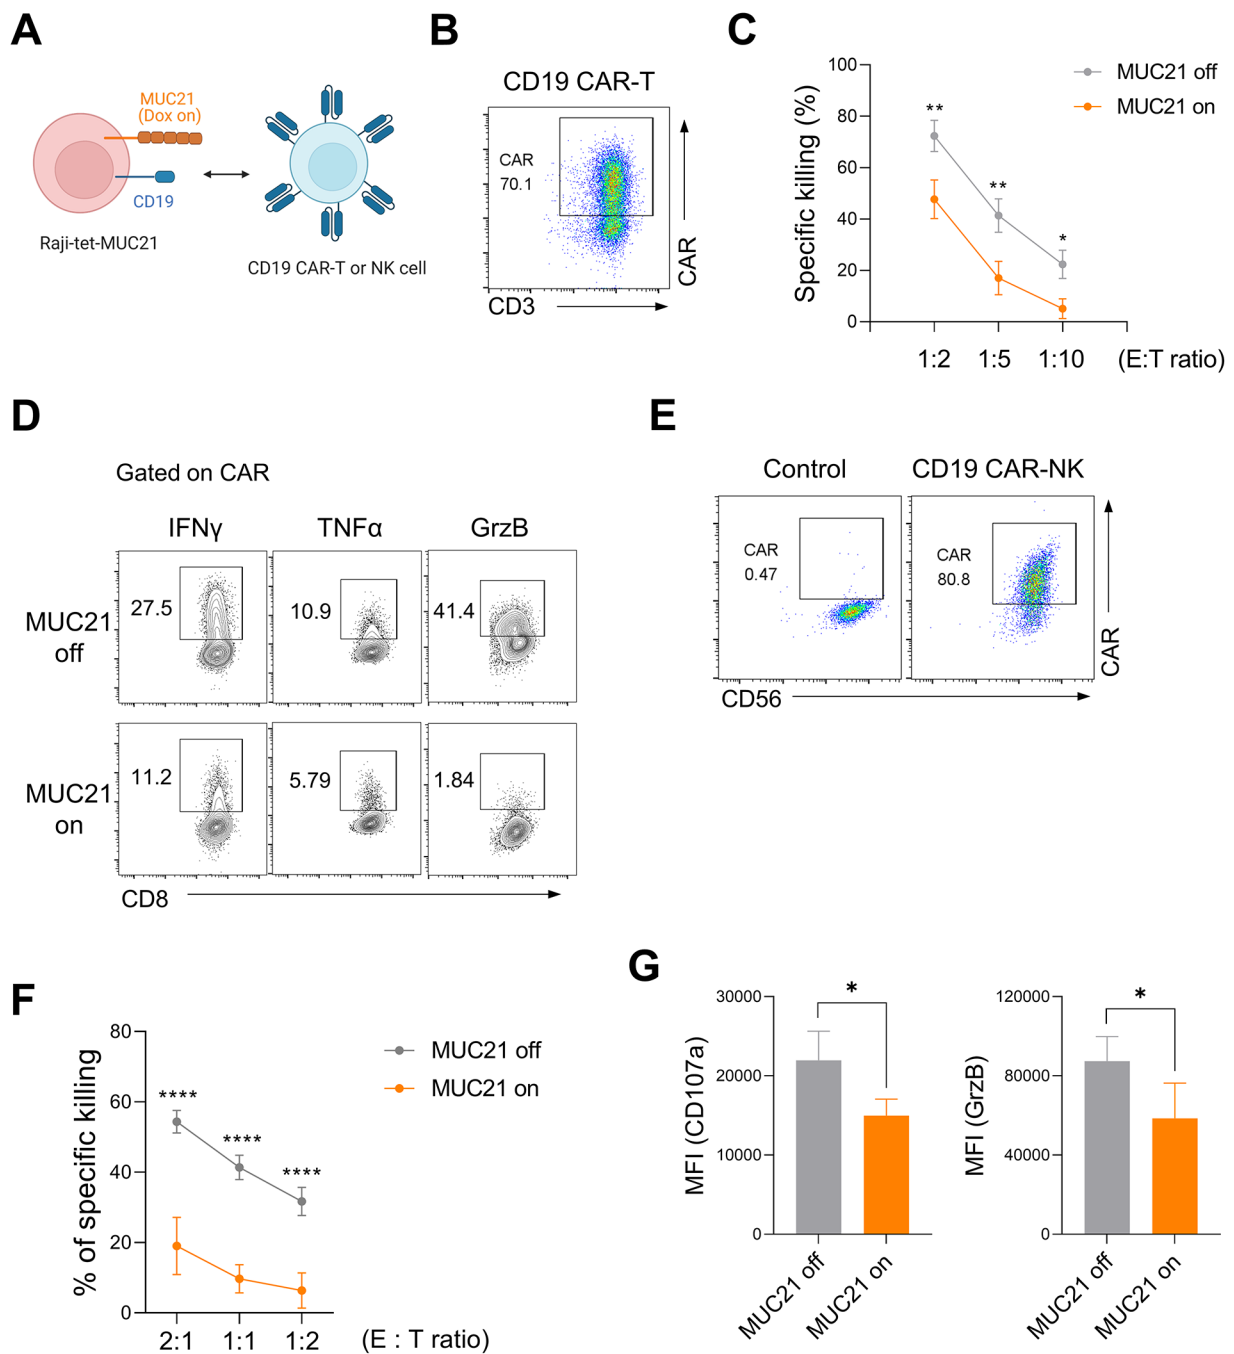 A
MUC21
(Dox on)
CD19
Raji-tet-MUC21
CD19 CAR-T or NK cell
B
CD19 CAR-T
CAR
70.1
CAR
CD3
C
MUC21 off
MUC21 on
Specific killing (%)
100
80
60
40
20
0
**
**
*
1:2 1:5 1:10 (E:T ratio)
D
Gated on CAR
IFNγ TNFα GrzB
MUC21
off
27.5 10.9 41.4
MUC21
on
11.2 5.79 1.84
CD8
E
Control CD19 CAR-NK
CAR
0.47
CAR
80.8
CAR
CD56
F
MUC21 off
MUC21 on
% of specific killing
80
60
40
20
0
****
****
****
2:1 1:1 1:2 (E : T ratio)
G
MFI (CD107a)
30000
20000
10000
0
*
MUC21 off
MUC21 on
MFI (GrzB)
120000
80000
40000
0
*
MUC21 off
MUC21 on